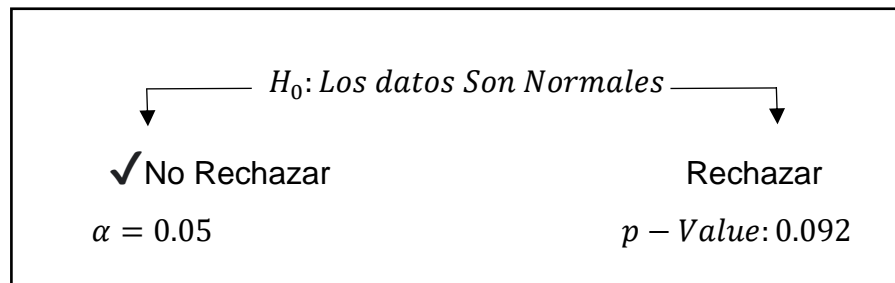 H₀: Los datos Son Normales
✓No Rechazar Rechazar
α = 0.05 p − Value: 0.092